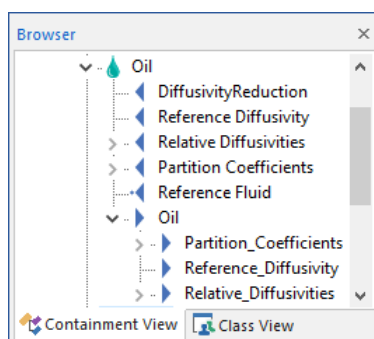 Browser
Oil
DiffusivityReduction
Reference Diffusivity
Relative Diffusivities
Partition Coefficients
Reference Fluid
Oil
Partition_Coefficients
Reference_Diffusivity
Relative_Diffusivities
Containment View Class View